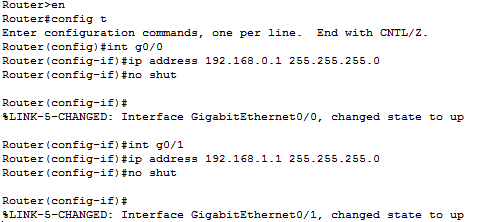 Router>en
Router#config t
Enter configuration commands, one per line.  End with CNTL/Z.
Router(config)#int g0/0
Router(config-if)#ip address 192.168.0.1 255.255.255.0
Router(config-if)#no shut
Router(config-if)#
%LINK-5-CHANGED: Interface GigabitEthernet0/0, changed state to up
Router(config-if)#int g0/1
Router(config-if)#ip address 192.168.1.1 255.255.255.0
Router(config-if)#no shut
Router(config-if)#
%LINK-5-CHANGED: Interface GigabitEthernet0/1, changed state to up